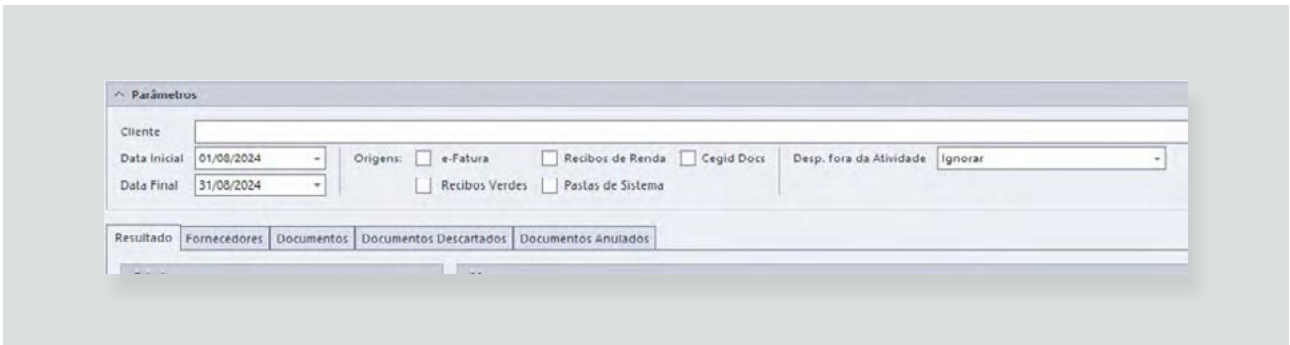 Parâmetros
Cliente
Data Inicial 01/08/2024 Origens: e-Fatura Recibos de Renda Cegid Docs Desp. fora da Atividade Ignorar
Data Final 31/08/2024 Recibos Verdes Pastas de Sistema
Resultado Fornecedores Documentos Documentos Descartados Documentos Anulados